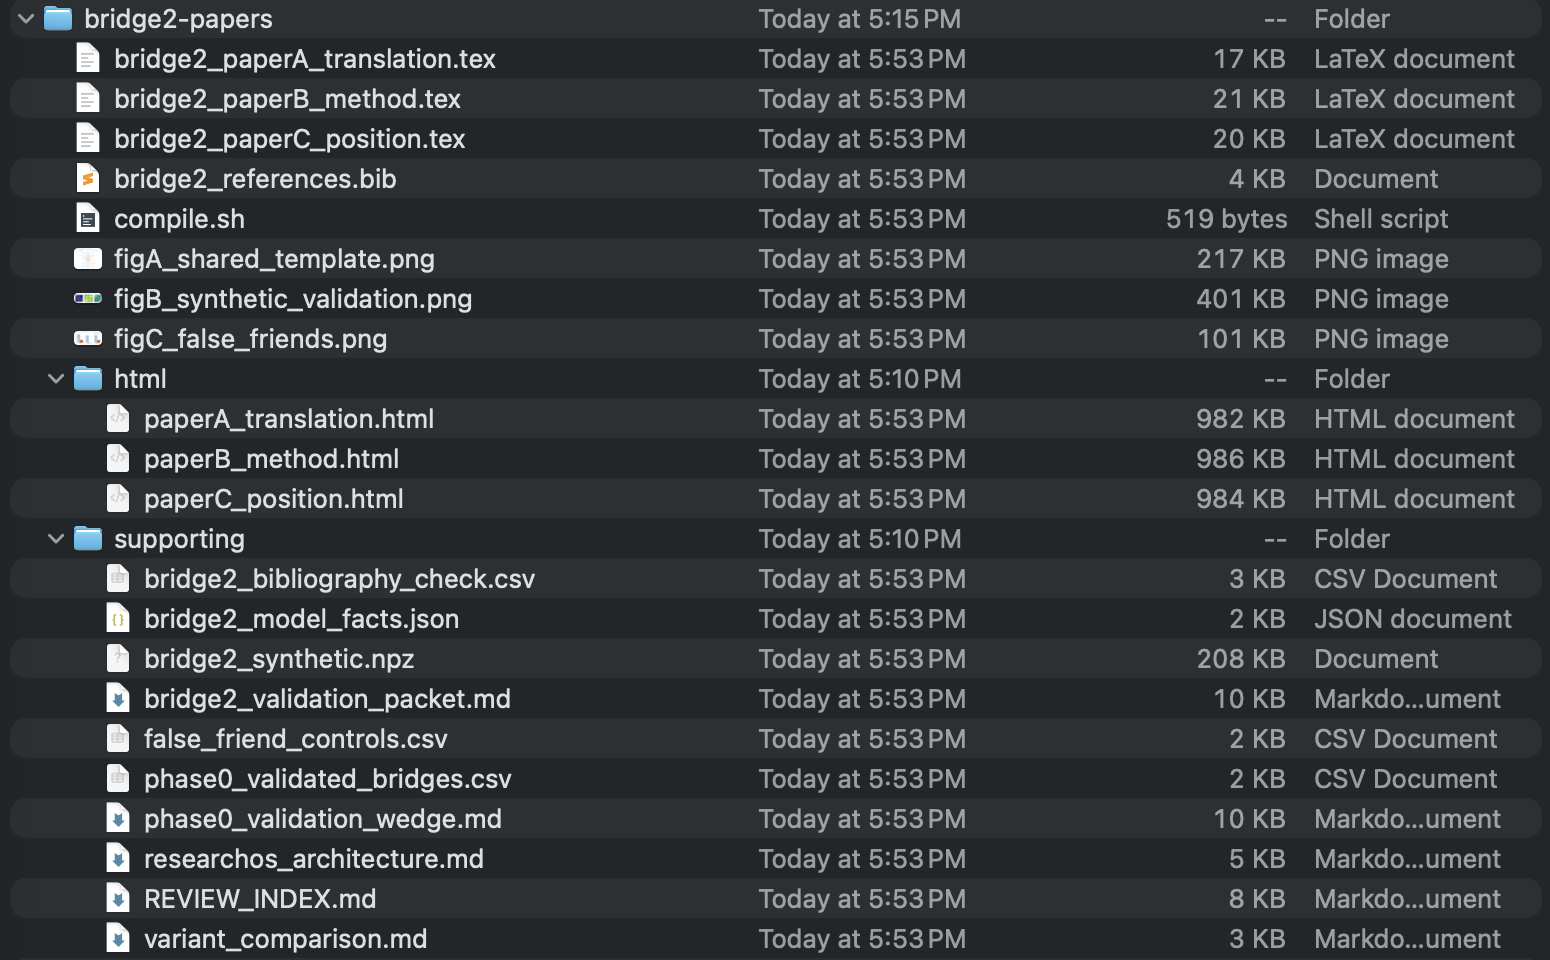 bridge2-papers Today at 5:15 PM -- Folder
bridge2_paperA_translation.tex Today at 5:53 PM 17 KB LaTeX document
bridge2_paperB_method.tex Today at 5:53 PM 21 KB LaTeX document
bridge2_paperC_position.tex Today at 5:53 PM 20 KB LaTeX document
bridge2_references.bib Today at 5:53 PM 4 KB Document
compile.sh Today at 5:53 PM 519 bytes Shell script
figA_shared_template.png Today at 5:53 PM 217 KB PNG image
figB_synthetic_validation.png Today at 5:53 PM 401 KB PNG image
figC_false_friends.png Today at 5:53 PM 101 KB PNG image
html Today at 5:10 PM -- Folder
paperA_translation.html Today at 5:53 PM 982 KB HTML document
paperB_method.html Today at 5:53 PM 986 KB HTML document
paperC_position.html Today at 5:53 PM 984 KB HTML document
supporting Today at 5:10 PM -- Folder
bridge2_bibliography_check.csv Today at 5:53 PM 3 KB CSV Document
bridge2_model_facts.json Today at 5:53 PM 2 KB JSON document
bridge2_synthetic.npz Today at 5:53 PM 208 KB Document
bridge2_validation_packet.md Today at 5:53 PM 10 KB Markdo...ument
false_friend_controls.csv Today at 5:53 PM 2 KB CSV Document
phase0_validated_bridges.csv Today at 5:53 PM 2 KB CSV Document
phase0_validation_wedge.md Today at 5:53 PM 10 KB Markdo...ument
researchos_architecture.md Today at 5:53 PM 5 KB Markdo...ument
REVIEW_INDEX.md Today at 5:53 PM 8 KB Markdo...ument
variant_comparison.md Today at 5:53 PM 3 KB Markdo...ument